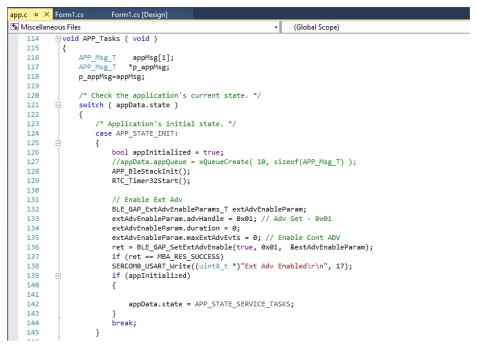 app.c Form1.cs Form1.cs [Design]
Miscellaneous Files (Global Scope)
114 void APP_Tasks ( void )
115 {
116 APP_Msg_T appMsg[1];
117 APP_Msg_T *p_appMsg;
118 p_appMsg=appMsg;
119
120 /* Check the application's current state. */
121 switch ( appData.state )
122 {
123 /* Application's initial state. */
124 case APP_STATE_INIT:
125 {
126 bool appInitialized = true;
127 //appData.appQueue = xQueueCreate( 10, sizeof(APP_Msg_T) );
128 APP_BleStackInit();
129 RTC_Timer32Start();
130
131 // Enable Ext Adv
132 BLE_GAP_ExtAdvEnableParams_T extAdvEnableParam;
133 extAdvEnableParam.advHandle = 0x01; // Adv Set - 0x01
134 extAdvEnableParam.duration = 0;
135 extAdvEnableParam.maxExtAdvEvts = 0; // Enable Cont ADV
136 ret = BLE_GAP_SetExtAdvEnable(true, 0x01, &extAdvEnableParam);
137 if (ret == MBA_RES_SUCCESS)
138 SERCOM0_USART_Write((uint8_t *)"Ext Adv Enabled\r\n", 17);
139 if (appInitialized)
140 {
141
142 appData.state = APP_STATE_SERVICE_TASKS;
143 }
144 break;
145 }